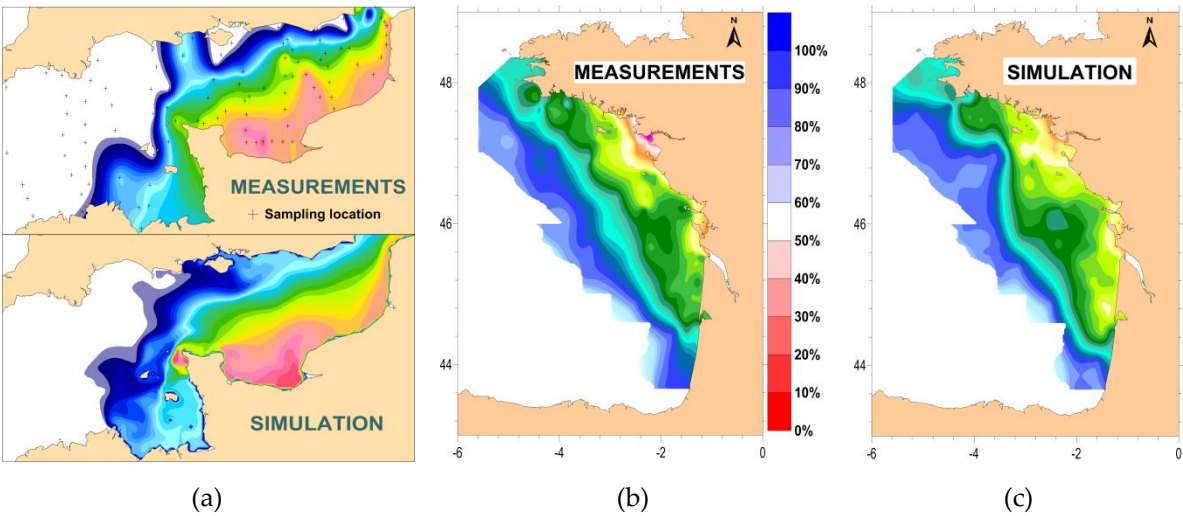 MEASUREMENTS
+ Sampling location
SIMULATION
(a)
N
MEASUREMENTS
48
46
44
-6
-4
-2
0
(b)
100%
90%
80%
70%
60%
50%
40%
30%
20%
10%
0%
N
SIMULATION
48
46
44
-6
-4
-2
0
(c)